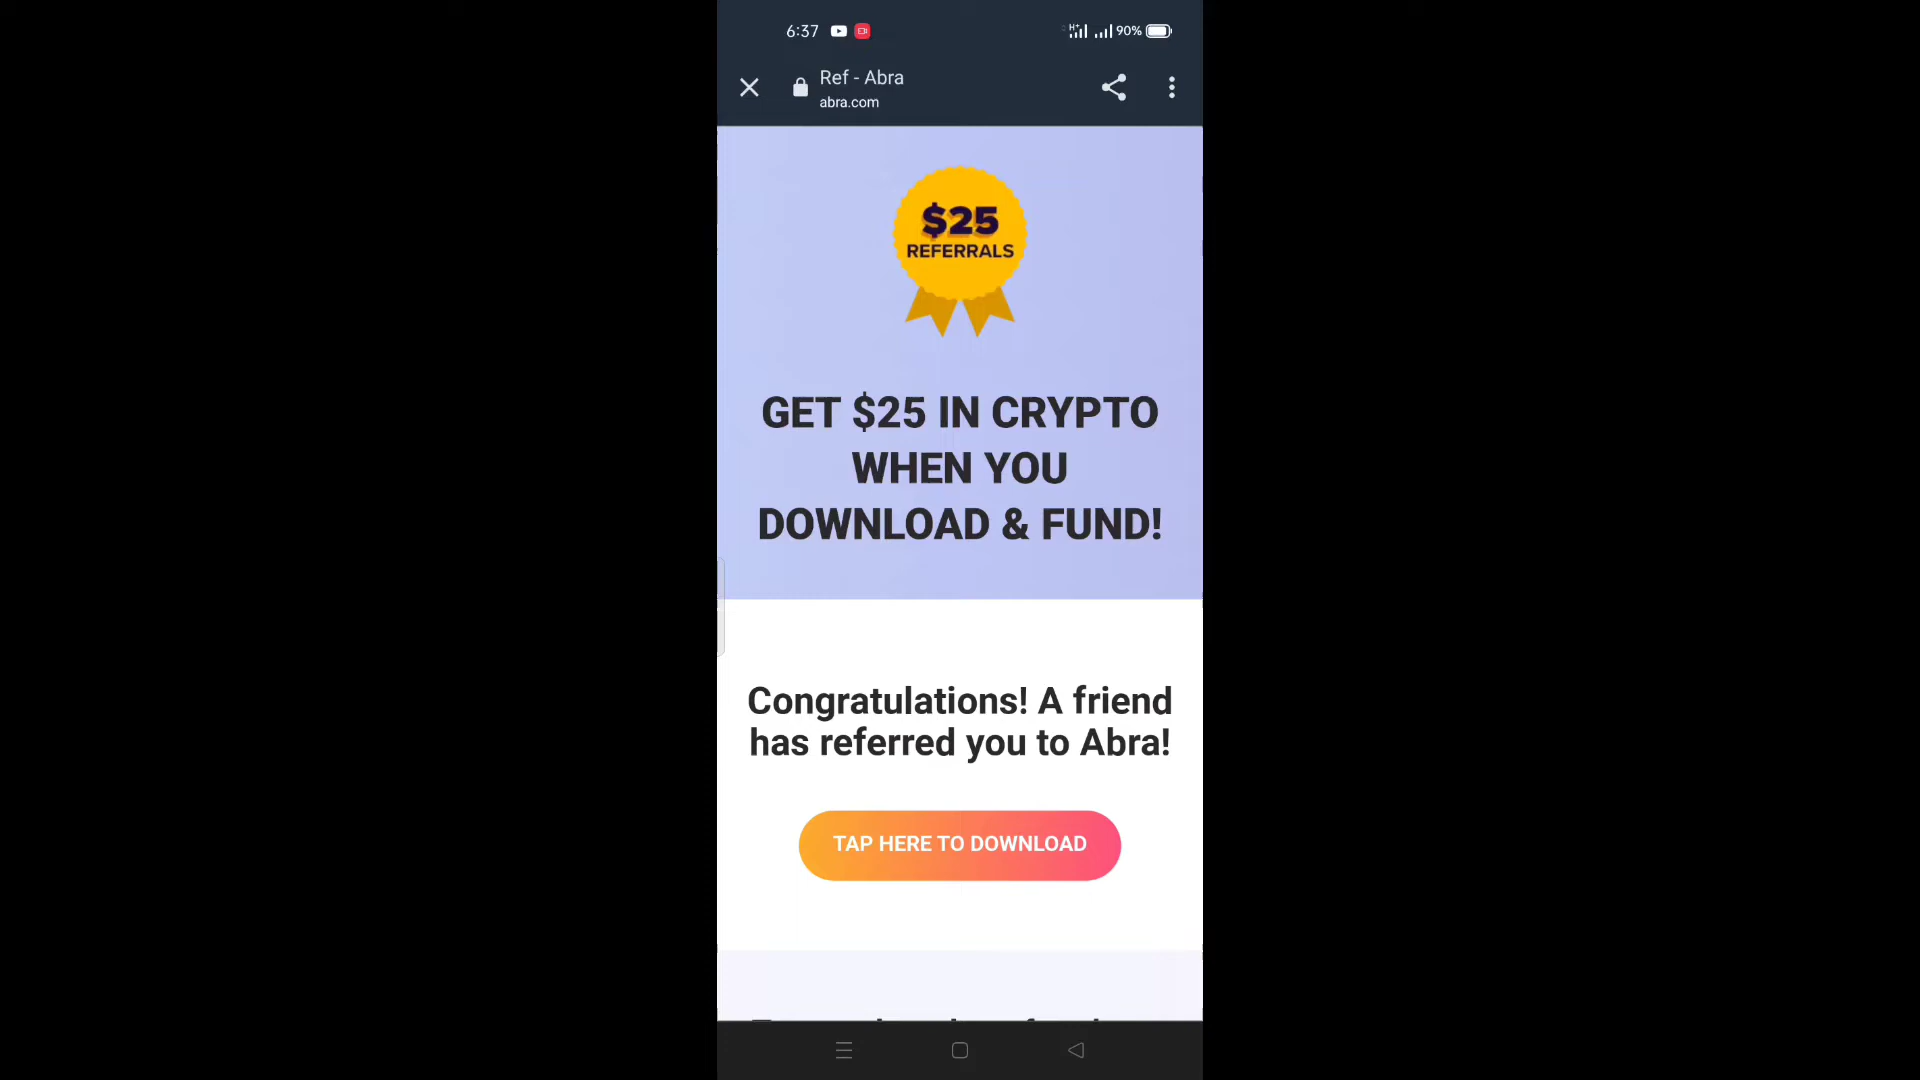 6:37
H+
90%
Ref - Abra
abra.com
$25
REFERRALS
GET $25 IN CRYPTO
WHEN YOU
DOWNLOAD & FUND!
Congratulations! A friend
has referred you to Abra!
TAP HERE TO DOWNLOAD